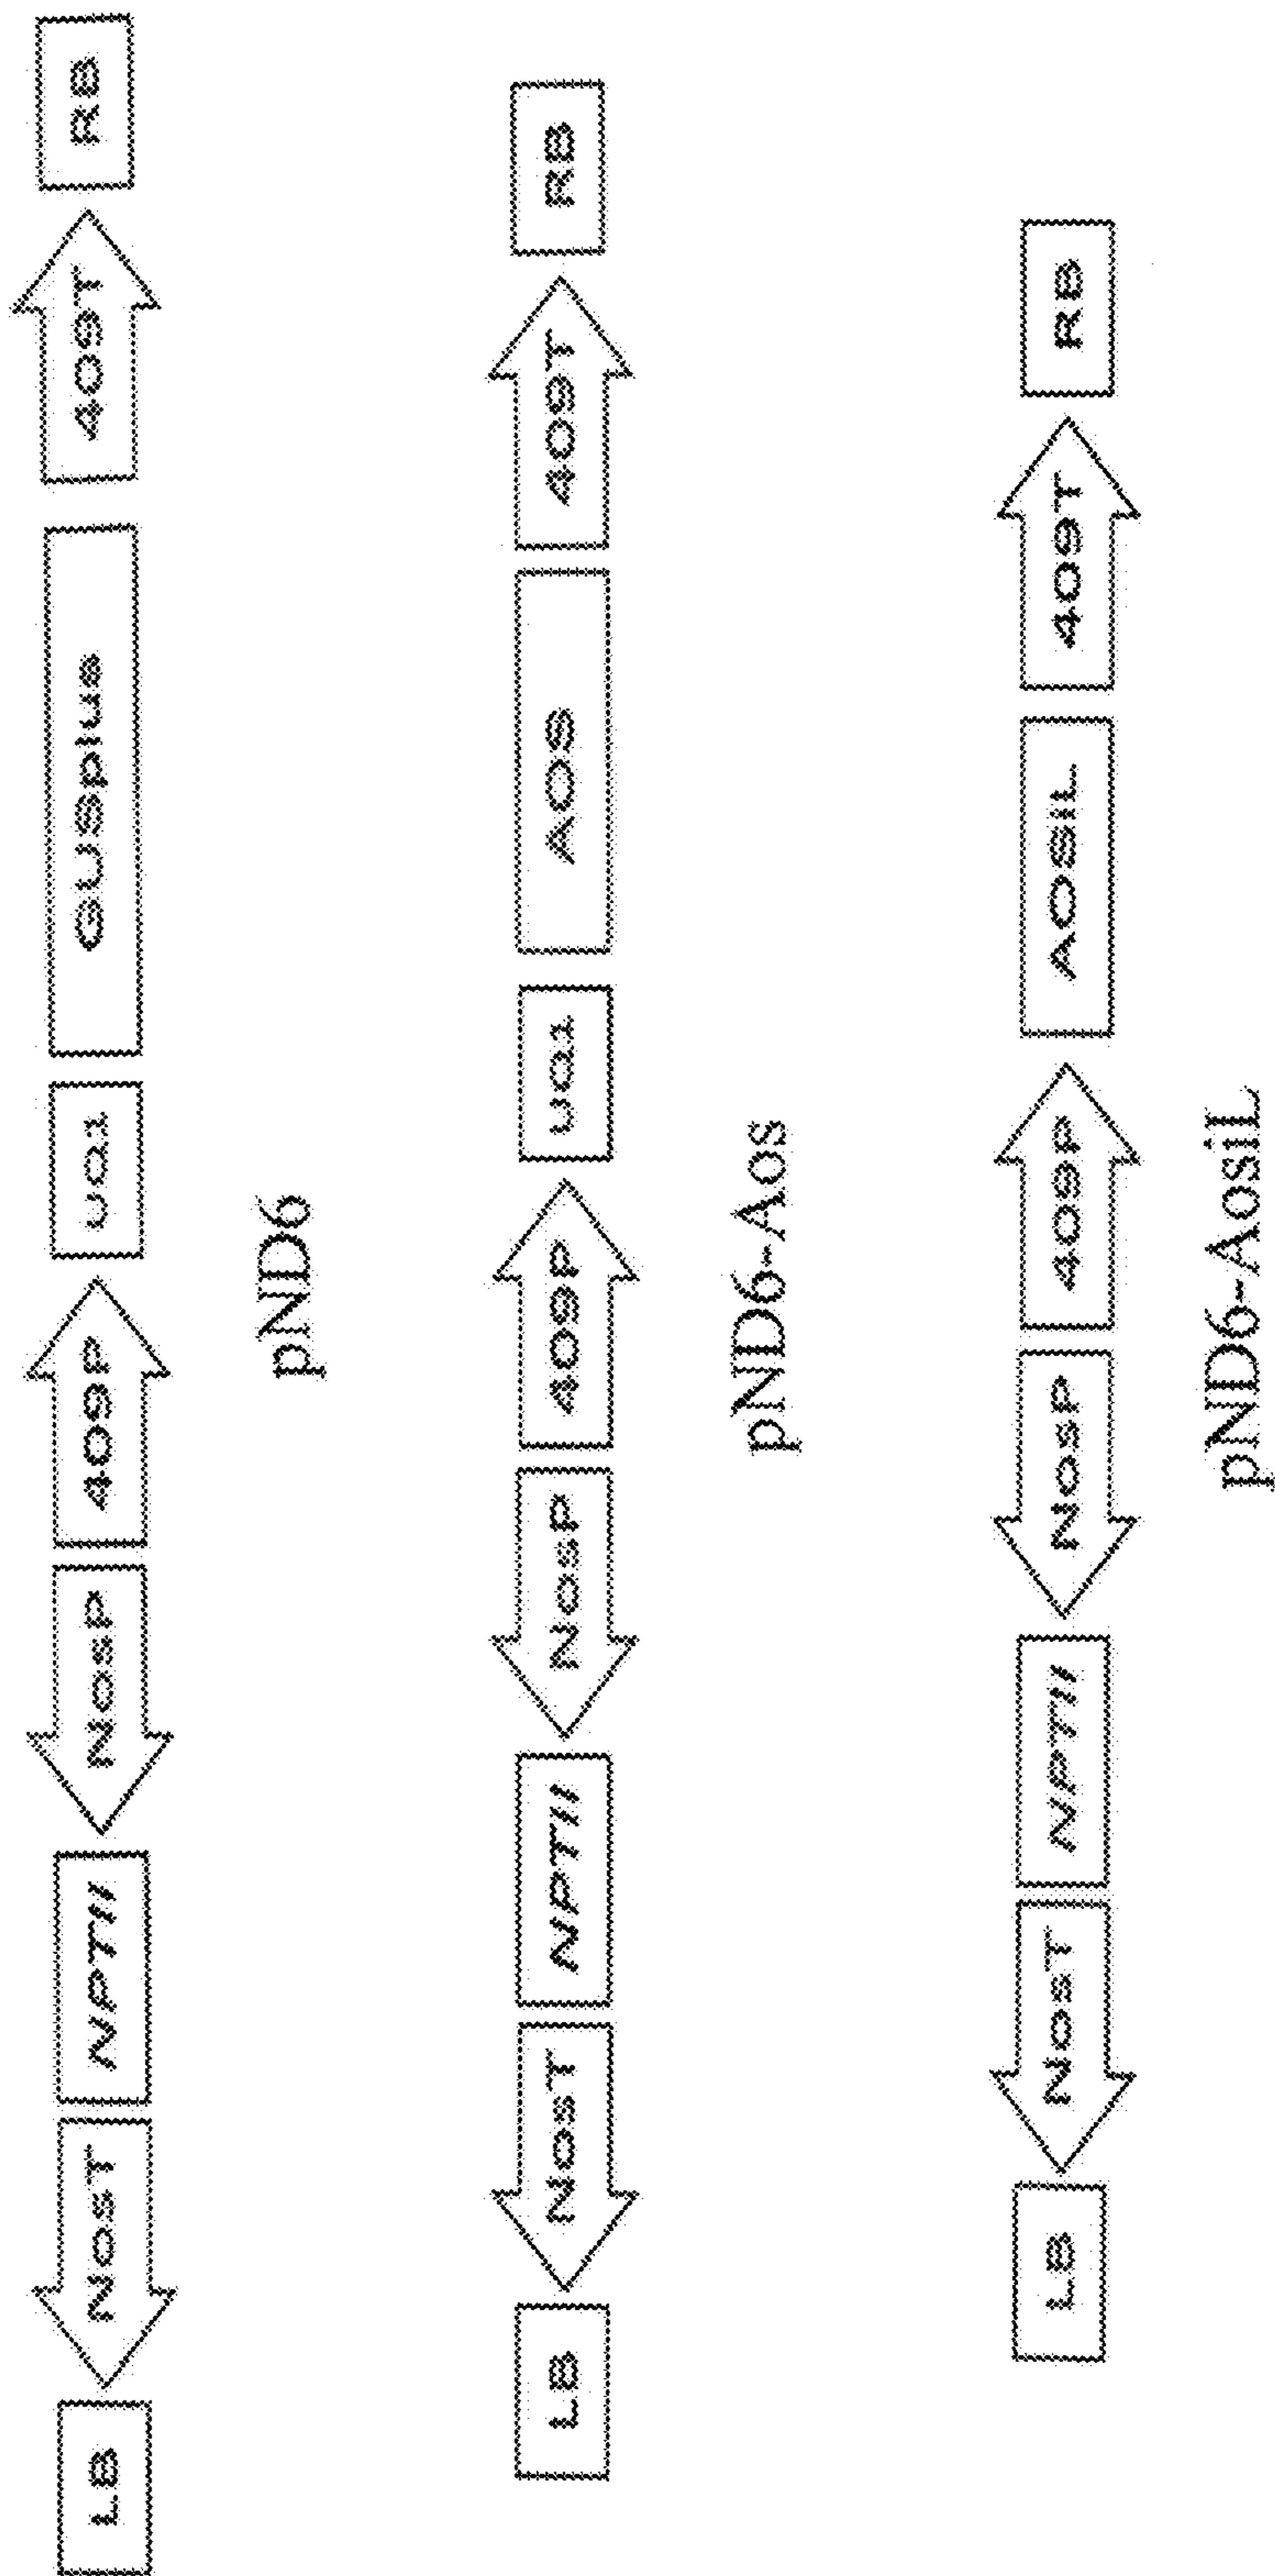 LB NosT NPTII NosP 409P UQ1 GUSplus 409T RB
pND6
LB NosT NPTII NosP 409P UQ1 AOS 409T RB
pND6-Aos
LB NosT NPTII NosP 409P AOSiL 409T RB
pND6-AosiL